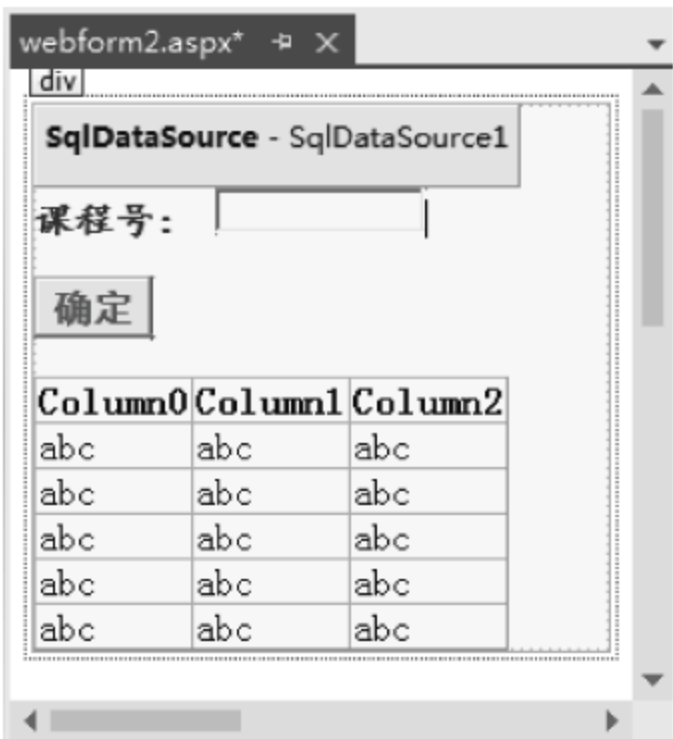 webform2.aspx*
div
SqlDataSource - SqlDataSource1
课程号：
确定
Column0 Column1 Column2
abc abc abc
abc abc abc
abc abc abc
abc abc abc
abc abc abc